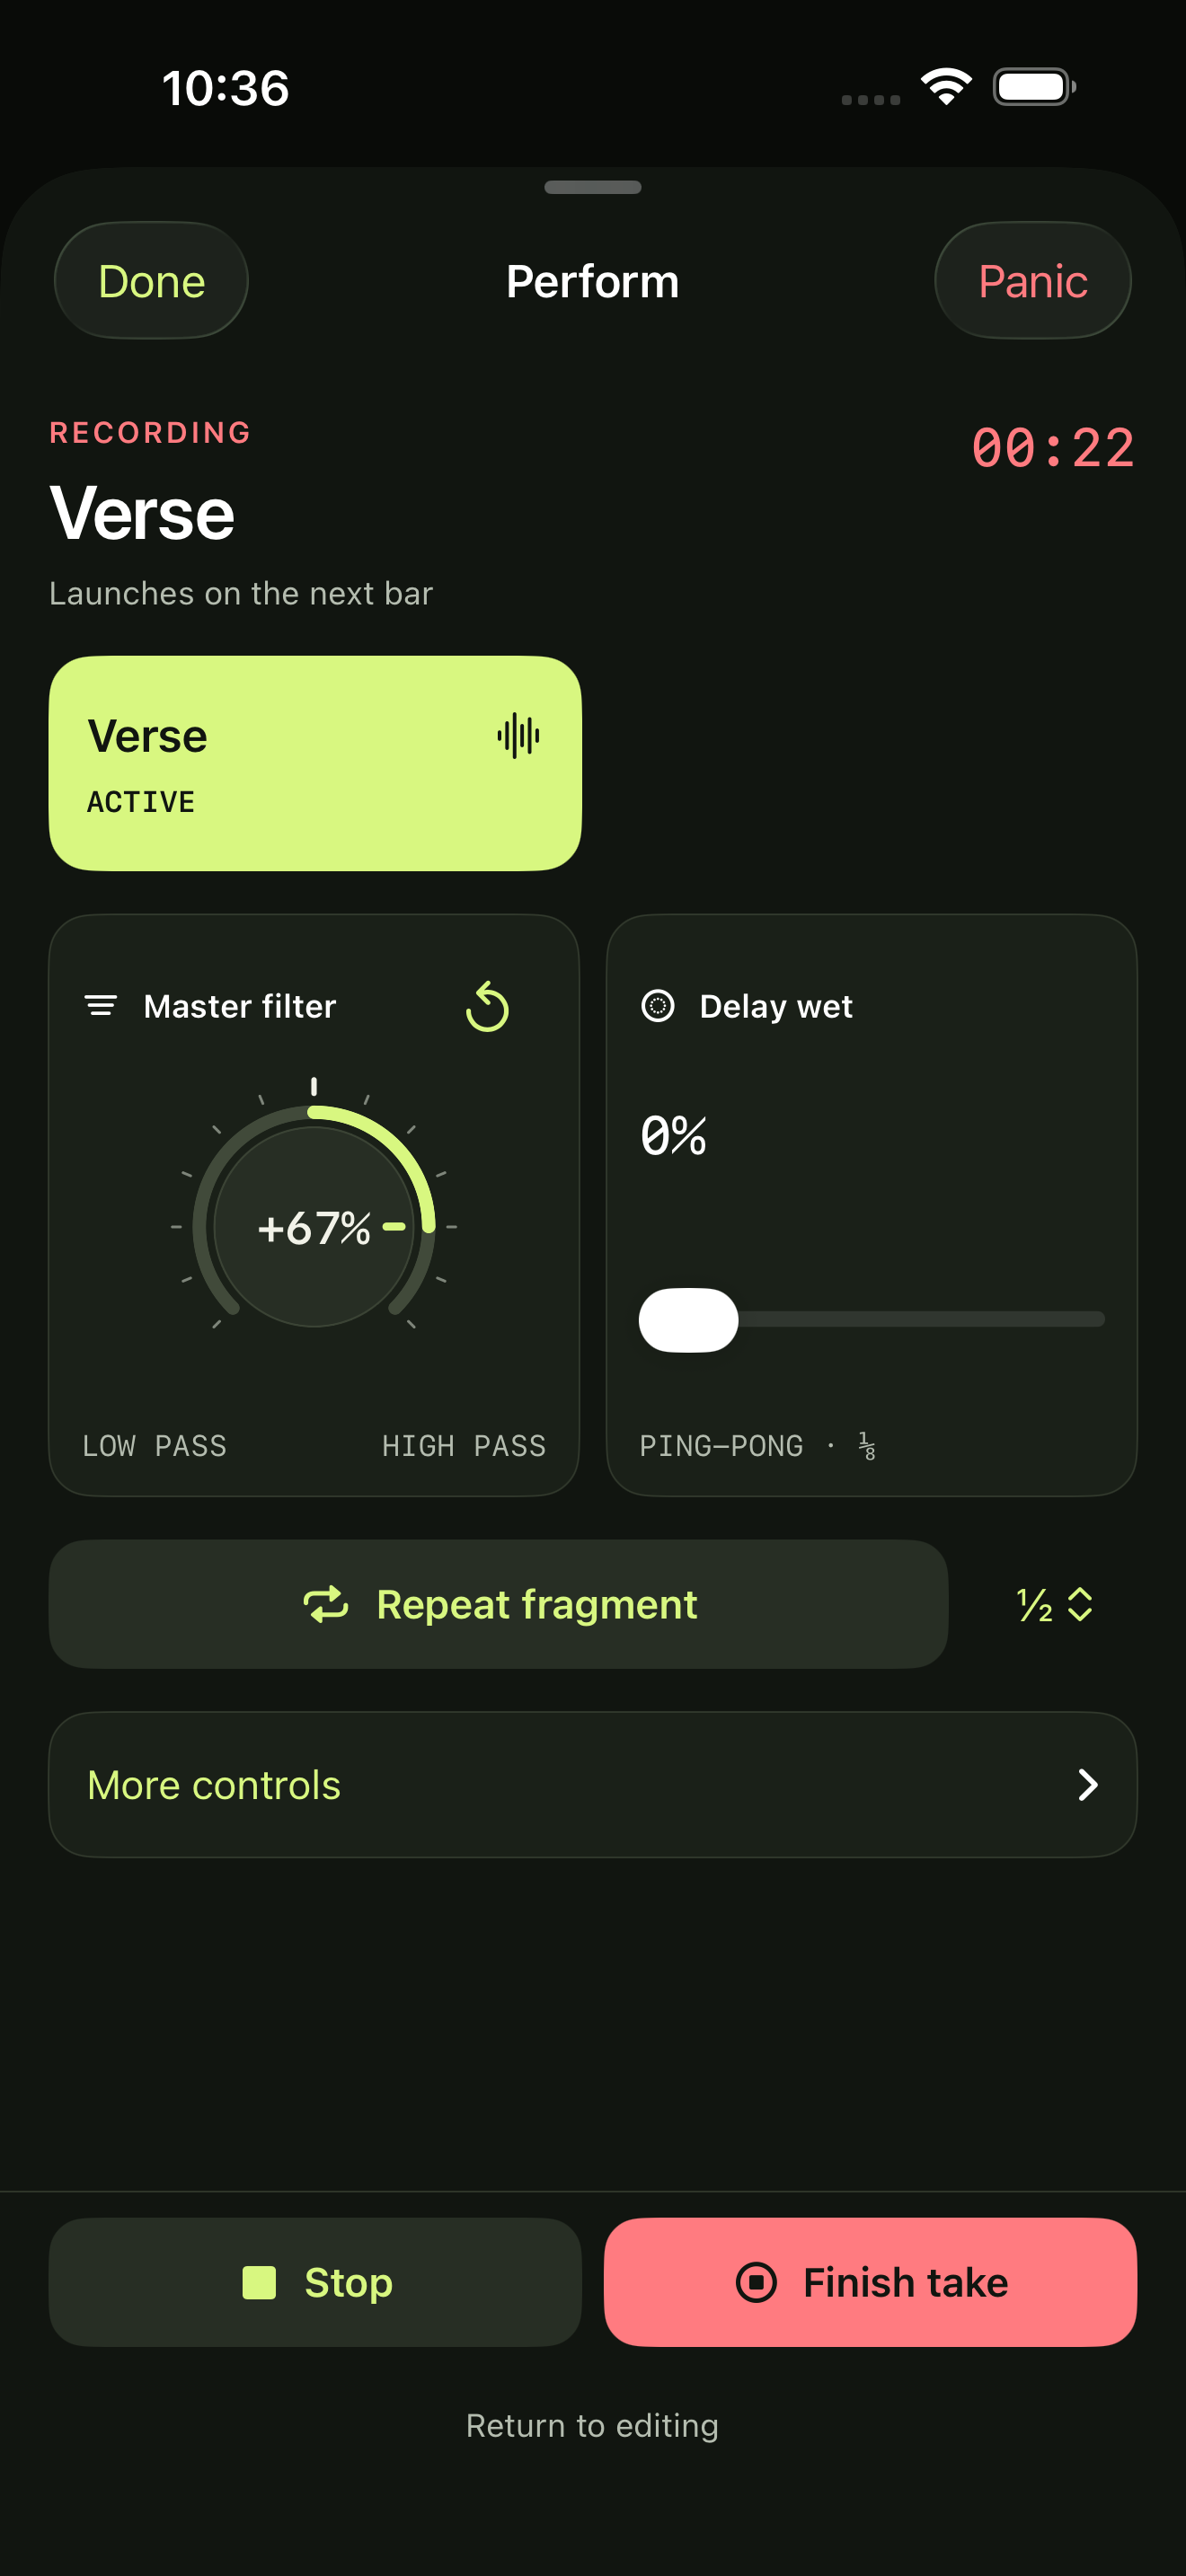 10:36
Done
Perform
Panic
RECORDING
00:22
Verse
Launches on the next bar
Verse
ACTIVE
Master filter
Delay wet
+67%
0%
LOW PASS
HIGH PASS
PING–PONG · ⅛
Repeat fragment
½
More controls
Stop
Finish take
Return to editing